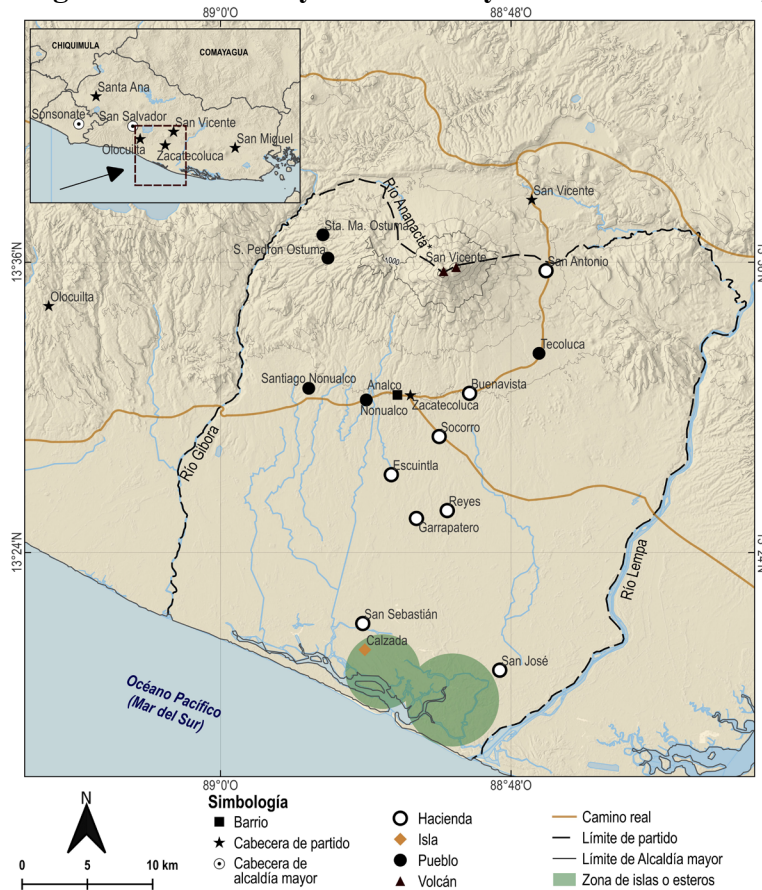 89°0'O
88°48'O
CHIQUIMULA
COMAYAGUA
Santa Ana
Sonsonate
San Salvador
San Vicente
Olocuilta
Zacatecoluca
San Miguel
San Vicente
Río Anapacta*
Sta. Ma. Ostuma
S. Pedron Ostuma
1000
San Vicente
San Antonio
13°36'N
Olocuilta
Tecoluca
Santiago Nonualco
Analco
Buenavista
Nonualco
Zacatecoluca
Socorro
Río Gibora
Escuintla
Reyes
Garrapatero
13°24'N
Río Lempa
San Sebastián
Calzada
San José
Océano Pacífico
(Mar del Sur)
89°0'O
88°48'O
N
0 5 10 km
Simbología
Barrio
Cabecera de partido
Cabecera de
alcaldía mayor
Hacienda
Isla
Pueblo
Volcán
Camino real
Límite de partido
Límite de Alcaldía mayor
Zona de islas o esteros